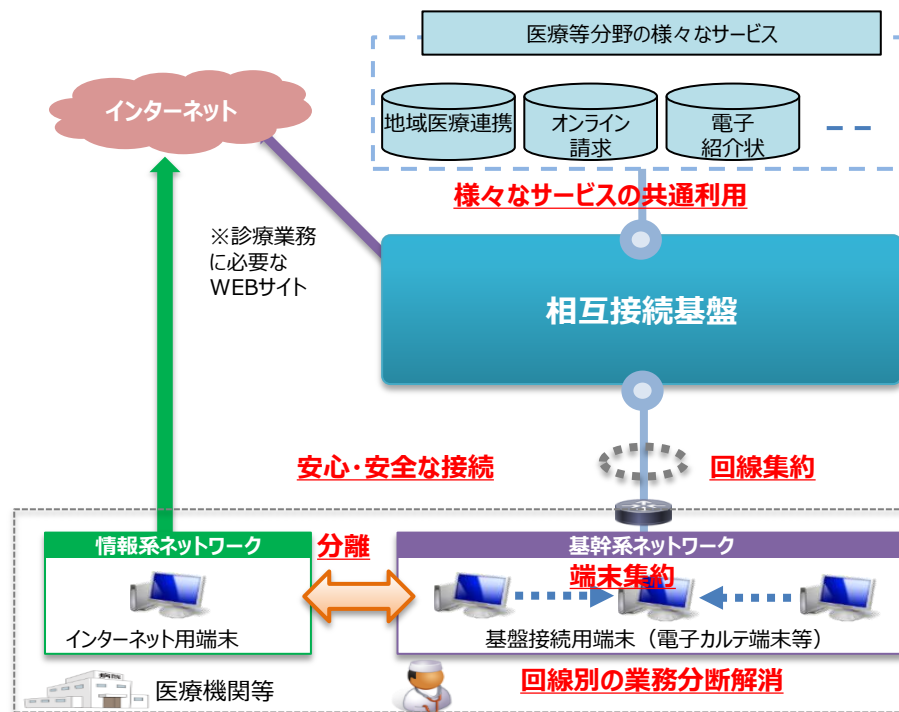 医療等分野の様々なサービス
インターネット
地域医療連携
オンライン
請求
電子
紹介状
様々なサービスの共通利用
※診療業務
に必要な
WEBサイト
相互接続基盤
安心・安全な接続
回線集約
情報系ネットワーク
分離
基幹系ネットワーク
端末集約
インターネット用端末
基盤接続用端末（電子カルテ端末等）
医療機関等
回線別の業務分断解消